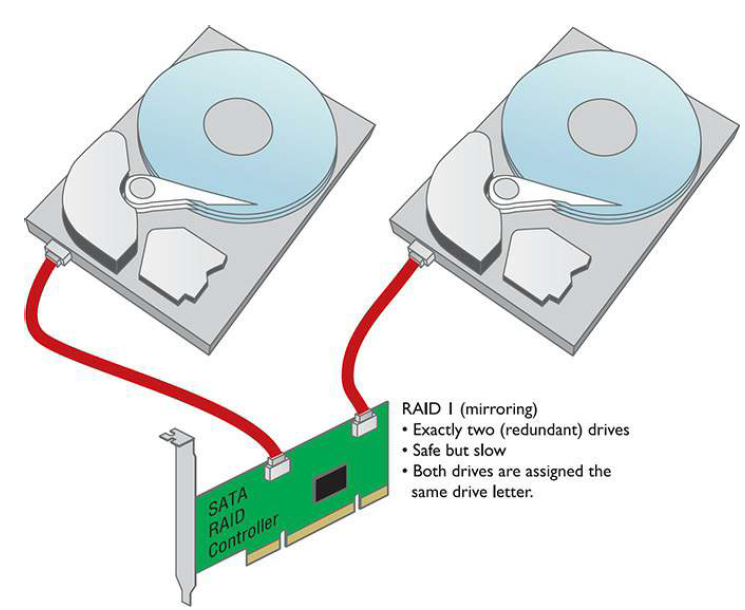 RAID 1 (mirroring)
• Exactly two (redundant) drives
• Safe but slow
• Both drives are assigned the
same drive letter.
SATA
RAID
Controller